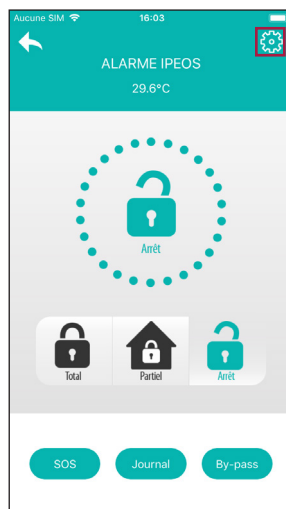 Aucune SIM 16:03
ALARME IPEOS
29.6°C
Arrêt
Total Partiel Arrêt
SOS Journal By-pass